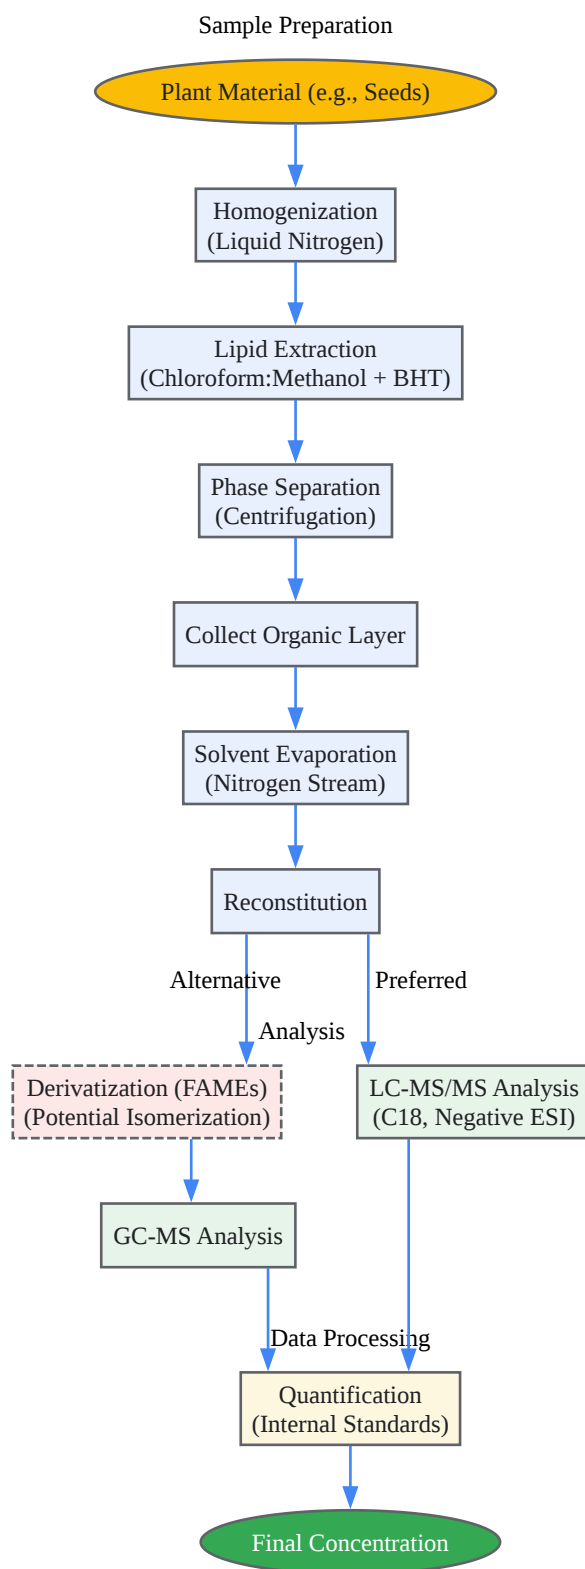 Sample Preparation
Plant Material (e.g., Seeds)
Homogenization
(Liquid Nitrogen)
Lipid Extraction
(Chloroform:Methanol + BHT)
Phase Separation
(Centrifugation)
Collect Organic Layer
Solvent Evaporation
(Nitrogen Stream)
Reconstitution
Alternative
Preferred
Analysis
Derivatization (FAMEs)
(Potential Isomerization)
LC-MS/MS Analysis
(C18, Negative ESI)
GC-MS Analysis
Data Processing
Quantification
(Internal Standards)
Final Concentration